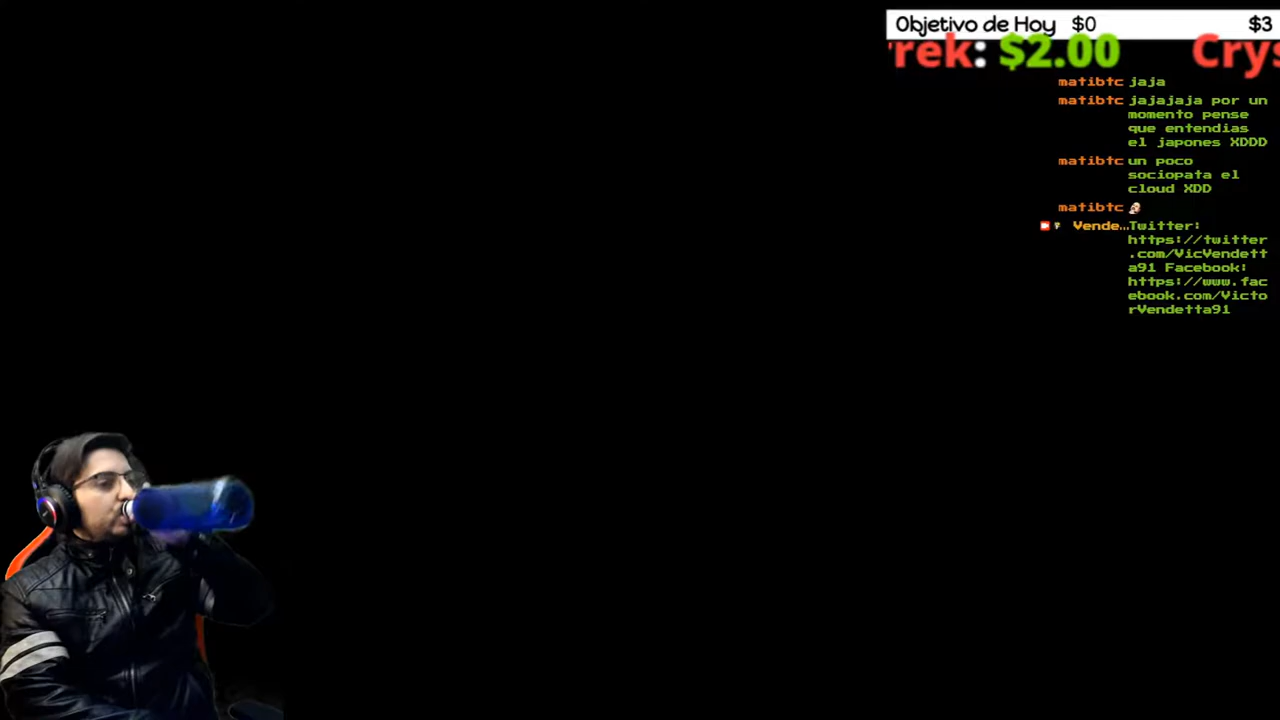 Objetivo de Hoy $0 $3
rek: $2.00 Crys
matibtc jaja
matibtc jajajaja por un
momento pense
que entendias
el japones XDDD
matibtc un poco
sociopata el
cloud XDD
matibtc
Vende… Twitter:
https://twitter
.com/VicVendett
a91 Facebook:
https://www.fac
ebook.com/Victo
rVendetta91